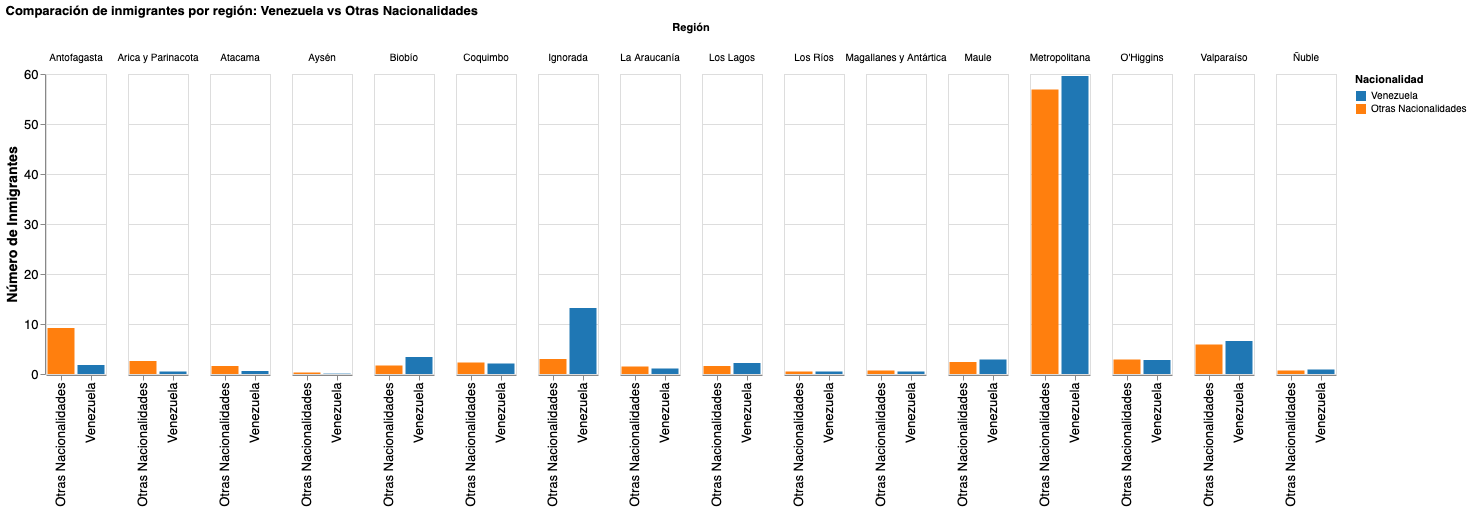 Comparación de inmigrantes por región: Venezuela vs Otras Nacionalidades
Región
Antofagasta Arica y Parinacota Atacama Aysén Biobío Coquimbo Ignorada La Araucanía Los Lagos Los Ríos Magallanes y Antártica Maule Metropolitana O'Higgins Valparaíso Ñuble
Número de Inmigrantes
60
50
40
30
20
10
0
Otras Nacionalidades Venezuela Otras Nacionalidades Venezuela Otras Nacionalidades Venezuela Otras Nacionalidades Venezuela Otras Nacionalidades Venezuela Otras Nacionalidades Venezuela Otras Nacionalidades Venezuela Otras Nacionalidades Venezuela Otras Nacionalidades Venezuela Otras Nacionalidades Venezuela Otras Nacionalidades Venezuela Otras Nacionalidades Venezuela Otras Nacionalidades Venezuela Otras Nacionalidades Venezuela Otras Nacionalidades Venezuela Otras Nacionalidades Venezuela
Nacionalidad
Venezuela
Otras Nacionalidades